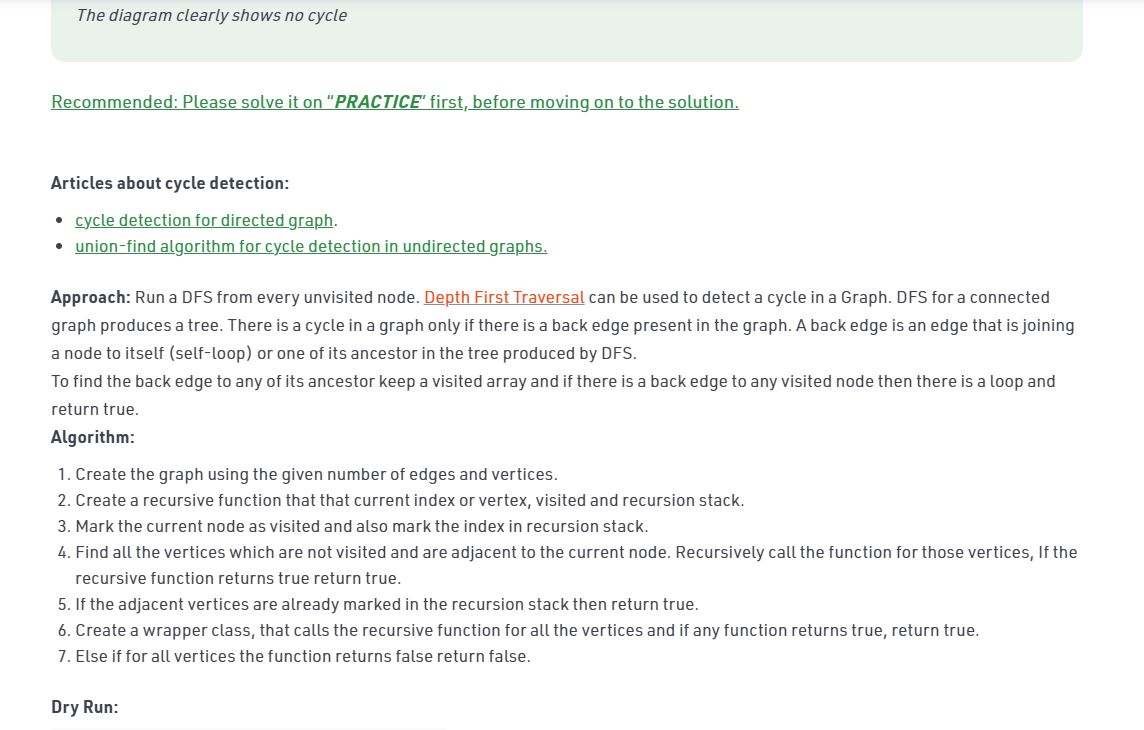 The diagram clearly shows no cycle
Recommended: Please solve it on “PRACTICE” first, before moving on to the solution.
Articles about cycle detection:
• cycle detection for directed graph.
• union-find algorithm for cycle detection in undirected graphs.
Approach: Run a DFS from every unvisited node. Depth First Traversal can be used to detect a cycle in a Graph. DFS for a connected
graph produces a tree. There is a cycle in a graph only if there is a back edge present in the graph. A back edge is an edge that is joining
a node to itself (self-loop) or one of its ancestor in the tree produced by DFS.
To find the back edge to any of its ancestor keep a visited array and if there is a back edge to any visited node then there is a loop and
return true.
Algorithm:
1. Create the graph using the given number of edges and vertices.
2. Create a recursive function that that current index or vertex, visited and recursion stack.
3. Mark the current node as visited and also mark the index in recursion stack.
4. Find all the vertices which are not visited and are adjacent to the current node. Recursively call the function for those vertices, If the
recursive function returns true return true.
5. If the adjacent vertices are already marked in the recursion stack then return true.
6. Create a wrapper class, that calls the recursive function for all the vertices and if any function returns true, return true.
7. Else if for all vertices the function returns false return false.
Dry Run: